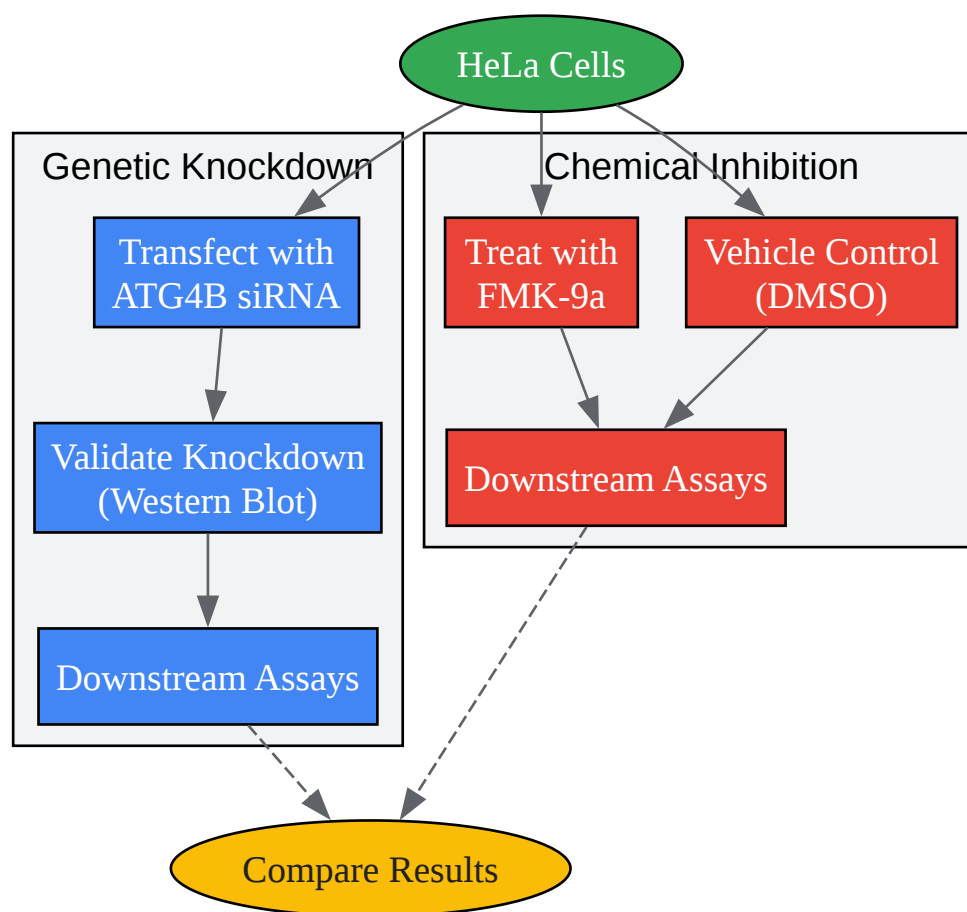 HeLa Cells
Genetic Knockdown
Chemical Inhibition
Transfect with
ATG4B siRNA
Treat with
FMK-9a
Vehicle Control
(DMSO)
Validate Knockdown
(Western Blot)
Downstream Assays
Downstream Assays
Compare Results